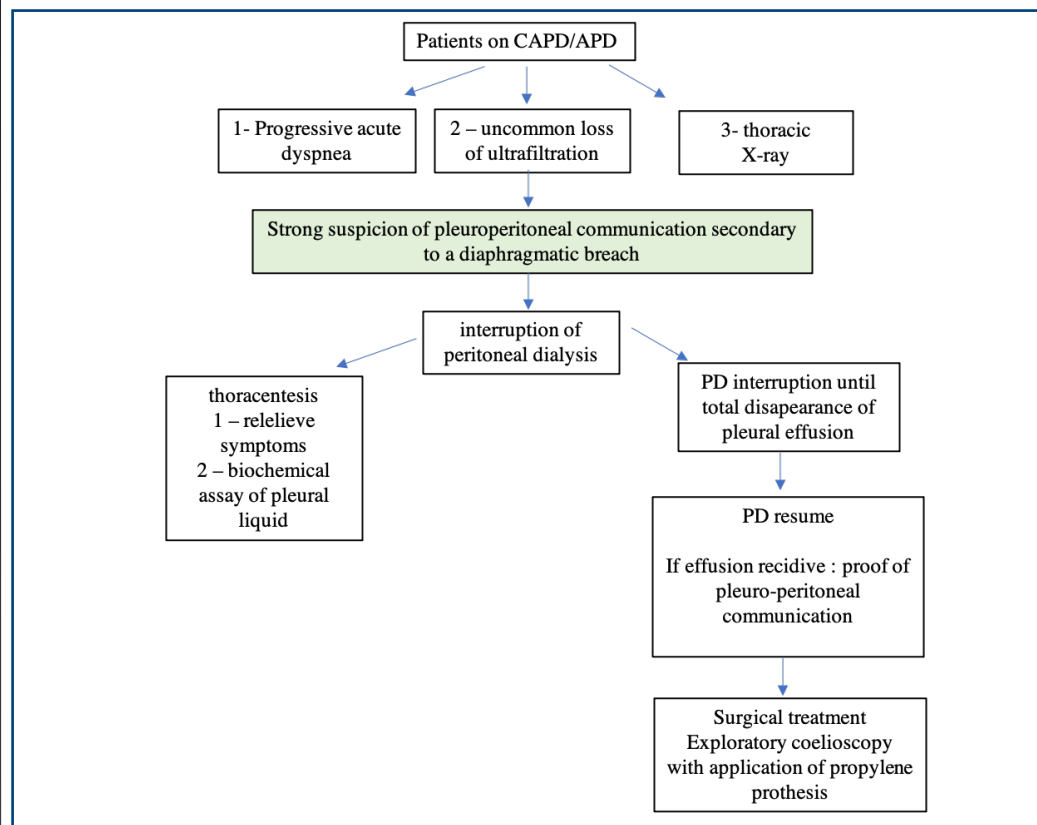 Patients on CAPD/APD
1- Progressive acute
dyspnea
2 – uncommon loss
of ultrafiltration
3- thoracic
X-ray
Strong suspicion of pleuroperitoneal communication secondary
to a diaphragmatic breach
interruption of
peritoneal dialysis
thoracentesis
1 – relelieve
symptoms
2 – biochemical
assay of pleural
liquid
PD interruption until
total disapearance of
pleural effusion
PD resume
If effusion recidive : proof of
pleuro-peritoneal
communication
Surgical treatment
Exploratory coelioscopy
with application of propylene
prothesis